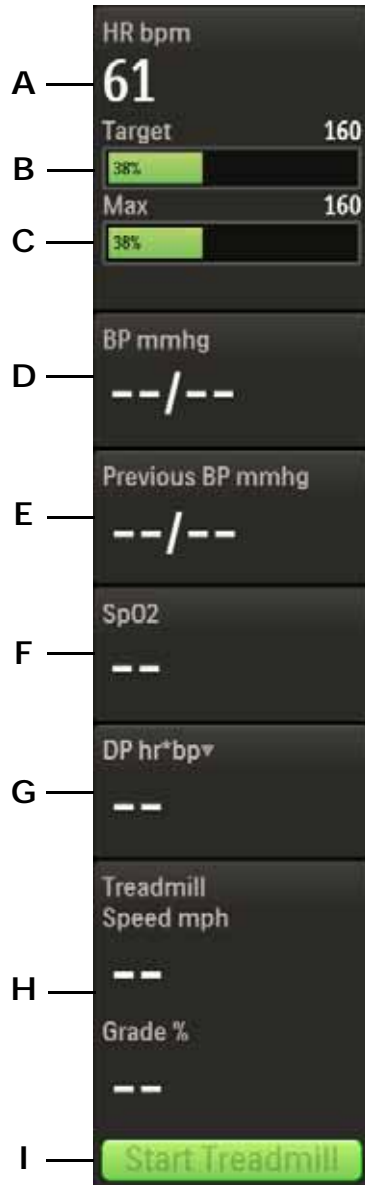 HR bpm
A 61
Target 160
B 38%
Max 160
C 38%
BP mmhg
D --/--
Previous BP mmhg
E --/--
SpO2
F --
DP hr*bp▾
G --
Treadmill
Speed mph
--
H
Grade %
--
I Start Treadmill